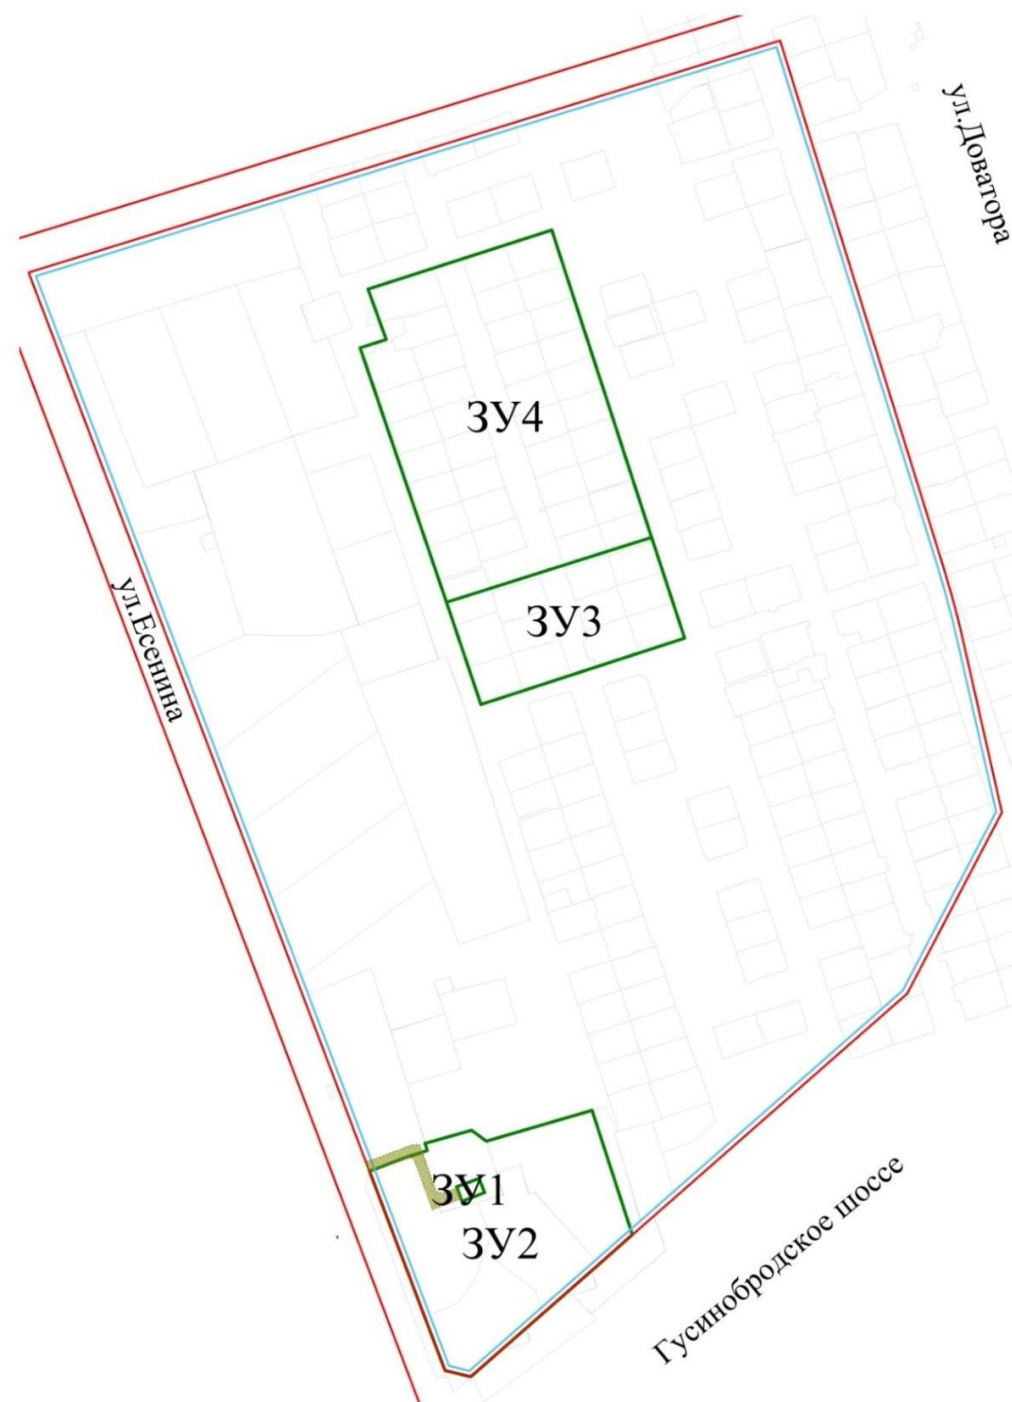 ул.Доватора
ЗУ4
ЗУ3
ул.Есенина
ЗУ1
ЗУ2
Гусинобродское шоссе